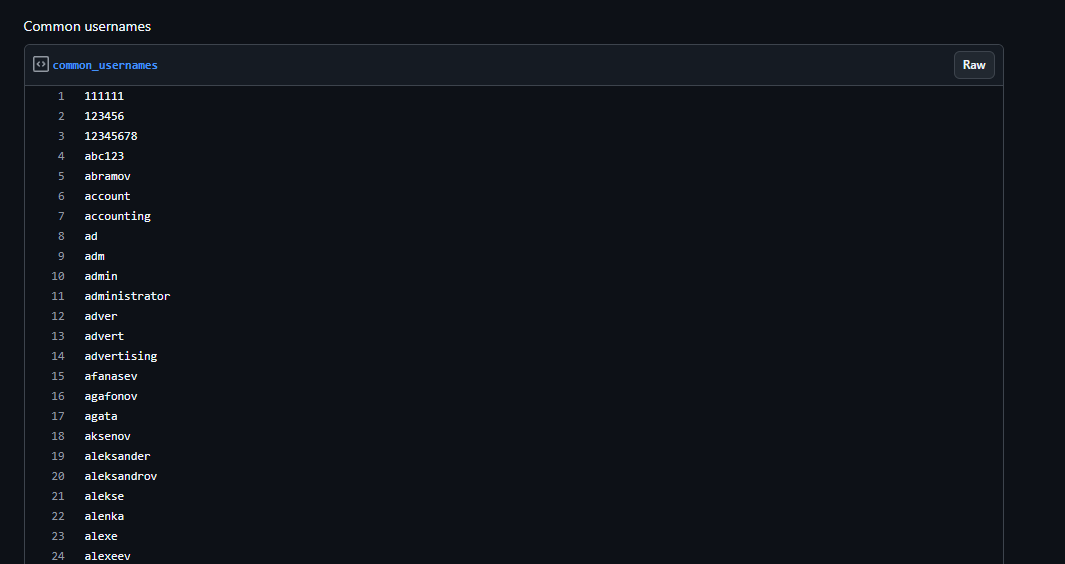 Common usernames
common_usernames Raw
1 111111
2 123456
3 12345678
4 abc123
5 abramov
6 account
7 accounting
8 ad
9 adm
10 admin
11 administrator
12 adver
13 advert
14 advertising
15 afanasev
16 agafonov
17 agata
18 aksenov
19 aleksander
20 aleksandrov
21 alekse
22 alenka
23 alexe
24 alexeev